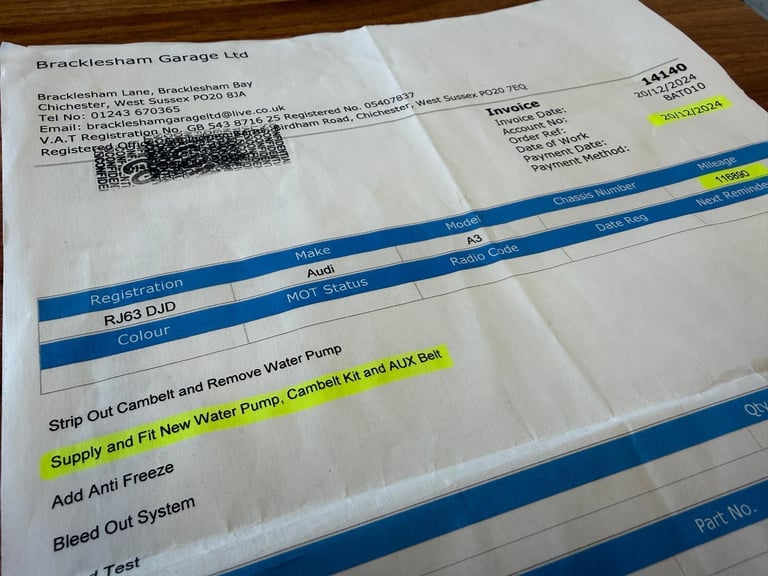 Bracklesham Garage Ltd
Bracklesham Lane, Bracklesham Bay
Chichester, West Sussex PO20 8JA
Tel No: 01243 670365
Email: brackleshamgarageltd@live.co.uk
V.A.T Registration No. GB 543 8716 25 Registered No. 05407837
Registered Birdham Road, Chichester, West Sussex PO20 7EQ
Invoice 14140
Invoice Date: 20/12/2024
Account No: BAT010
Order Ref:
Date of Work 20/12/2024
Payment Date:
Payment Method:
Registration Make Model Chassis Number Mileage
RJ63 DJD Audi A3 116890
Colour MOT Status Radio Code Date Reg Next
Strip Out Cambelt and Remove Water Pump
Supply and Fit New Water Pump, Cambelt Kit and AUX Belt
Add Anti Freeze
Bleed Out System
Test
Qty
Part No.